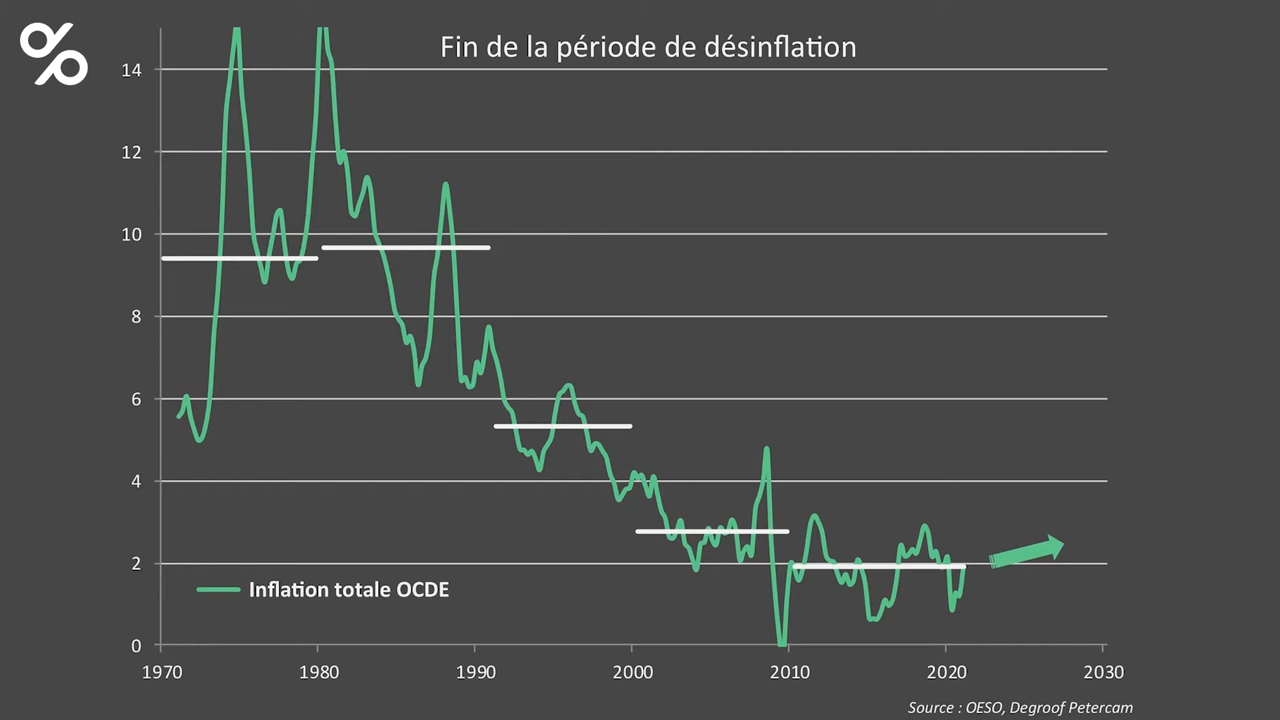 %
Fin de la période de désinflation
14
12
10
8
6
4
2
0
Inflation totale OCDE
1970 1980 1990 2000 2010 2020 2030
Source : OESO, Degroof Petercam